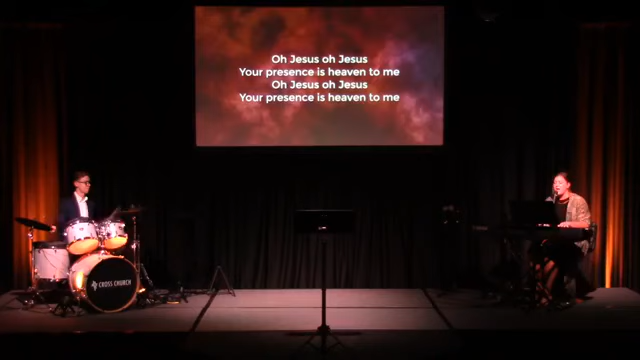 Oh Jesus oh Jesus
Your presence is heaven to me
Oh Jesus oh Jesus
Your presence is heaven to me
CROSS CHURCH